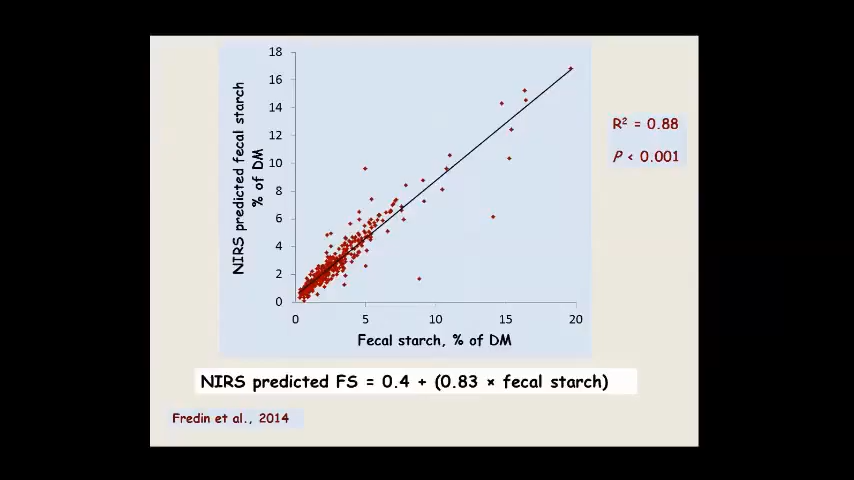 18
16
14
12
10
8
6
4
2
0
NIRS predicted fecal starch
% of DM
0 5 10 15 20
Fecal starch, % of DM
R² = 0.88
P < 0.001
NIRS predicted FS = 0.4 + (0.83 × fecal starch)
Fredin et al., 2014